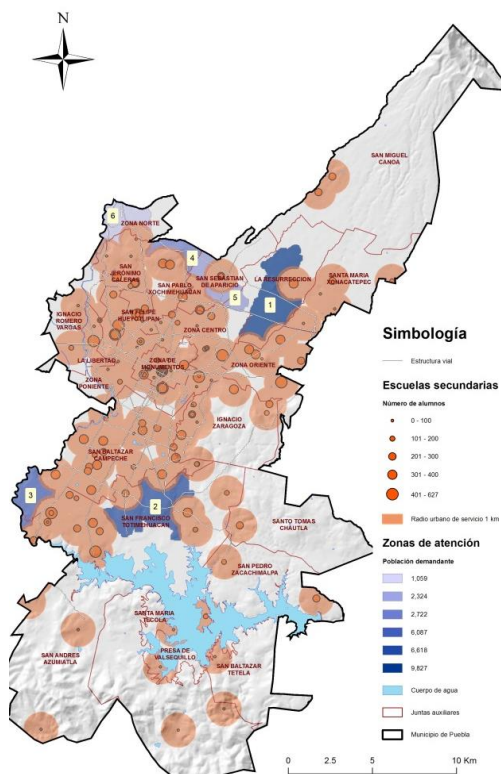 N
SAN MIGUEL
CANOA
6
ZONA NORTE
4
SAN
JERÓNIMO
CALERAS
SAN PABLO
XOCHIMEHUACAN
SAN SEBASTIAN
DE APARICIO
LA RESURRECCION
SANTA MARIA
XONACATEPEC
5
1
IGNACIO
ROMERO
VARGAS
SAN FELIPE
HUEYOTLIPAN
ZONA CENTRO
LA LIBERTAD
ZONA DE
MONUMENTOS
ZONA ORIENTE
ZONA
PONIENTE
IGNACIO
ZARAGOZA
SAN BALTAZAR
CAMPECHE
3
2
SAN FRANCISCO
TOTIMEHUACAN
SANTO TOMAS
CHAUTLA
SAN PEDRO
ZACACHIMALPA
SANTA MARIA
TECOLA
SAN ANDRES
AZUMIATLA
PRESA DE
VALSEQUILLO
SAN BALTAZAR
TETELA
Simbología
Estructura vial
Escuelas secundarias
Número de alumnos
0 - 100
101 - 200
201 - 300
301 - 400
401 - 627
Radio urbano de servicio 1 km
Zonas de atención
Población demandante
1,059
2,324
2,722
6,087
6,618
9,827
Cuerpo de agua
Juntas auxiliares
Municipio de Puebla
0 2.5 5 10 Km